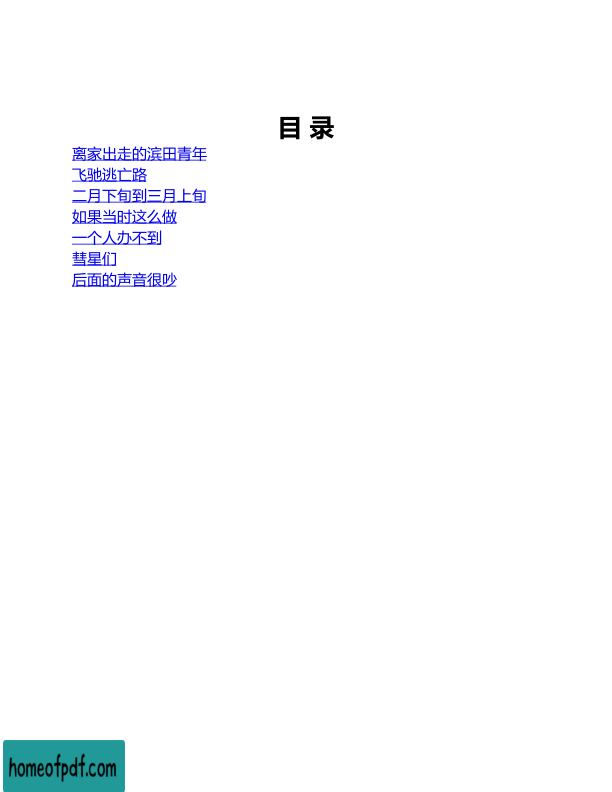 目 录
离家出走的滨田青年
飞驰逃亡路
二月下旬到三月上旬
如果当时这么做
一个人办不到
彗星们
后面的声音很吵
homeofpdf.com